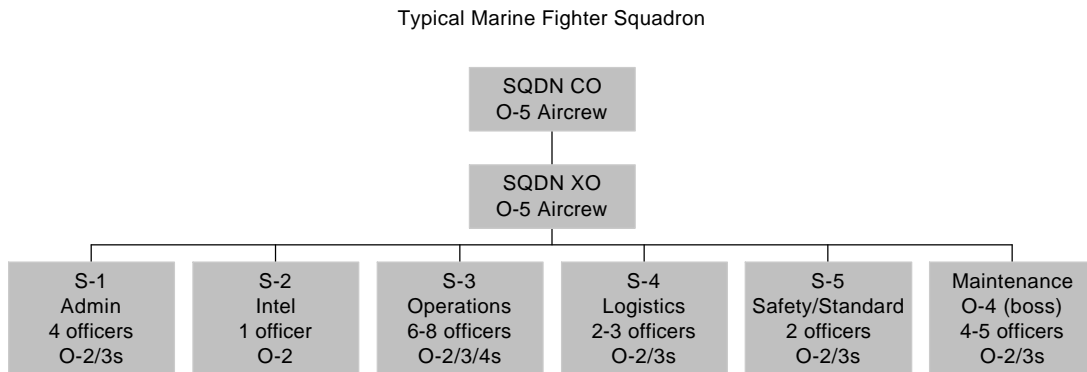 Typical Marine Fighter Squadron
SQDN CO
O-5 Aircrew
SQDN XO
O-5 Aircrew
S-1
Admin
4 officers
O-2/3s
S-2
Intel
1 officer
O-2
S-3
Operations
6-8 officers
O-2/3/4s
S-4
Logistics
2-3 officers
O-2/3s
S-5
Safety/Standard
2 officers
O-2/3s
Maintenance
O-4 (boss)
4-5 officers
O-2/3s